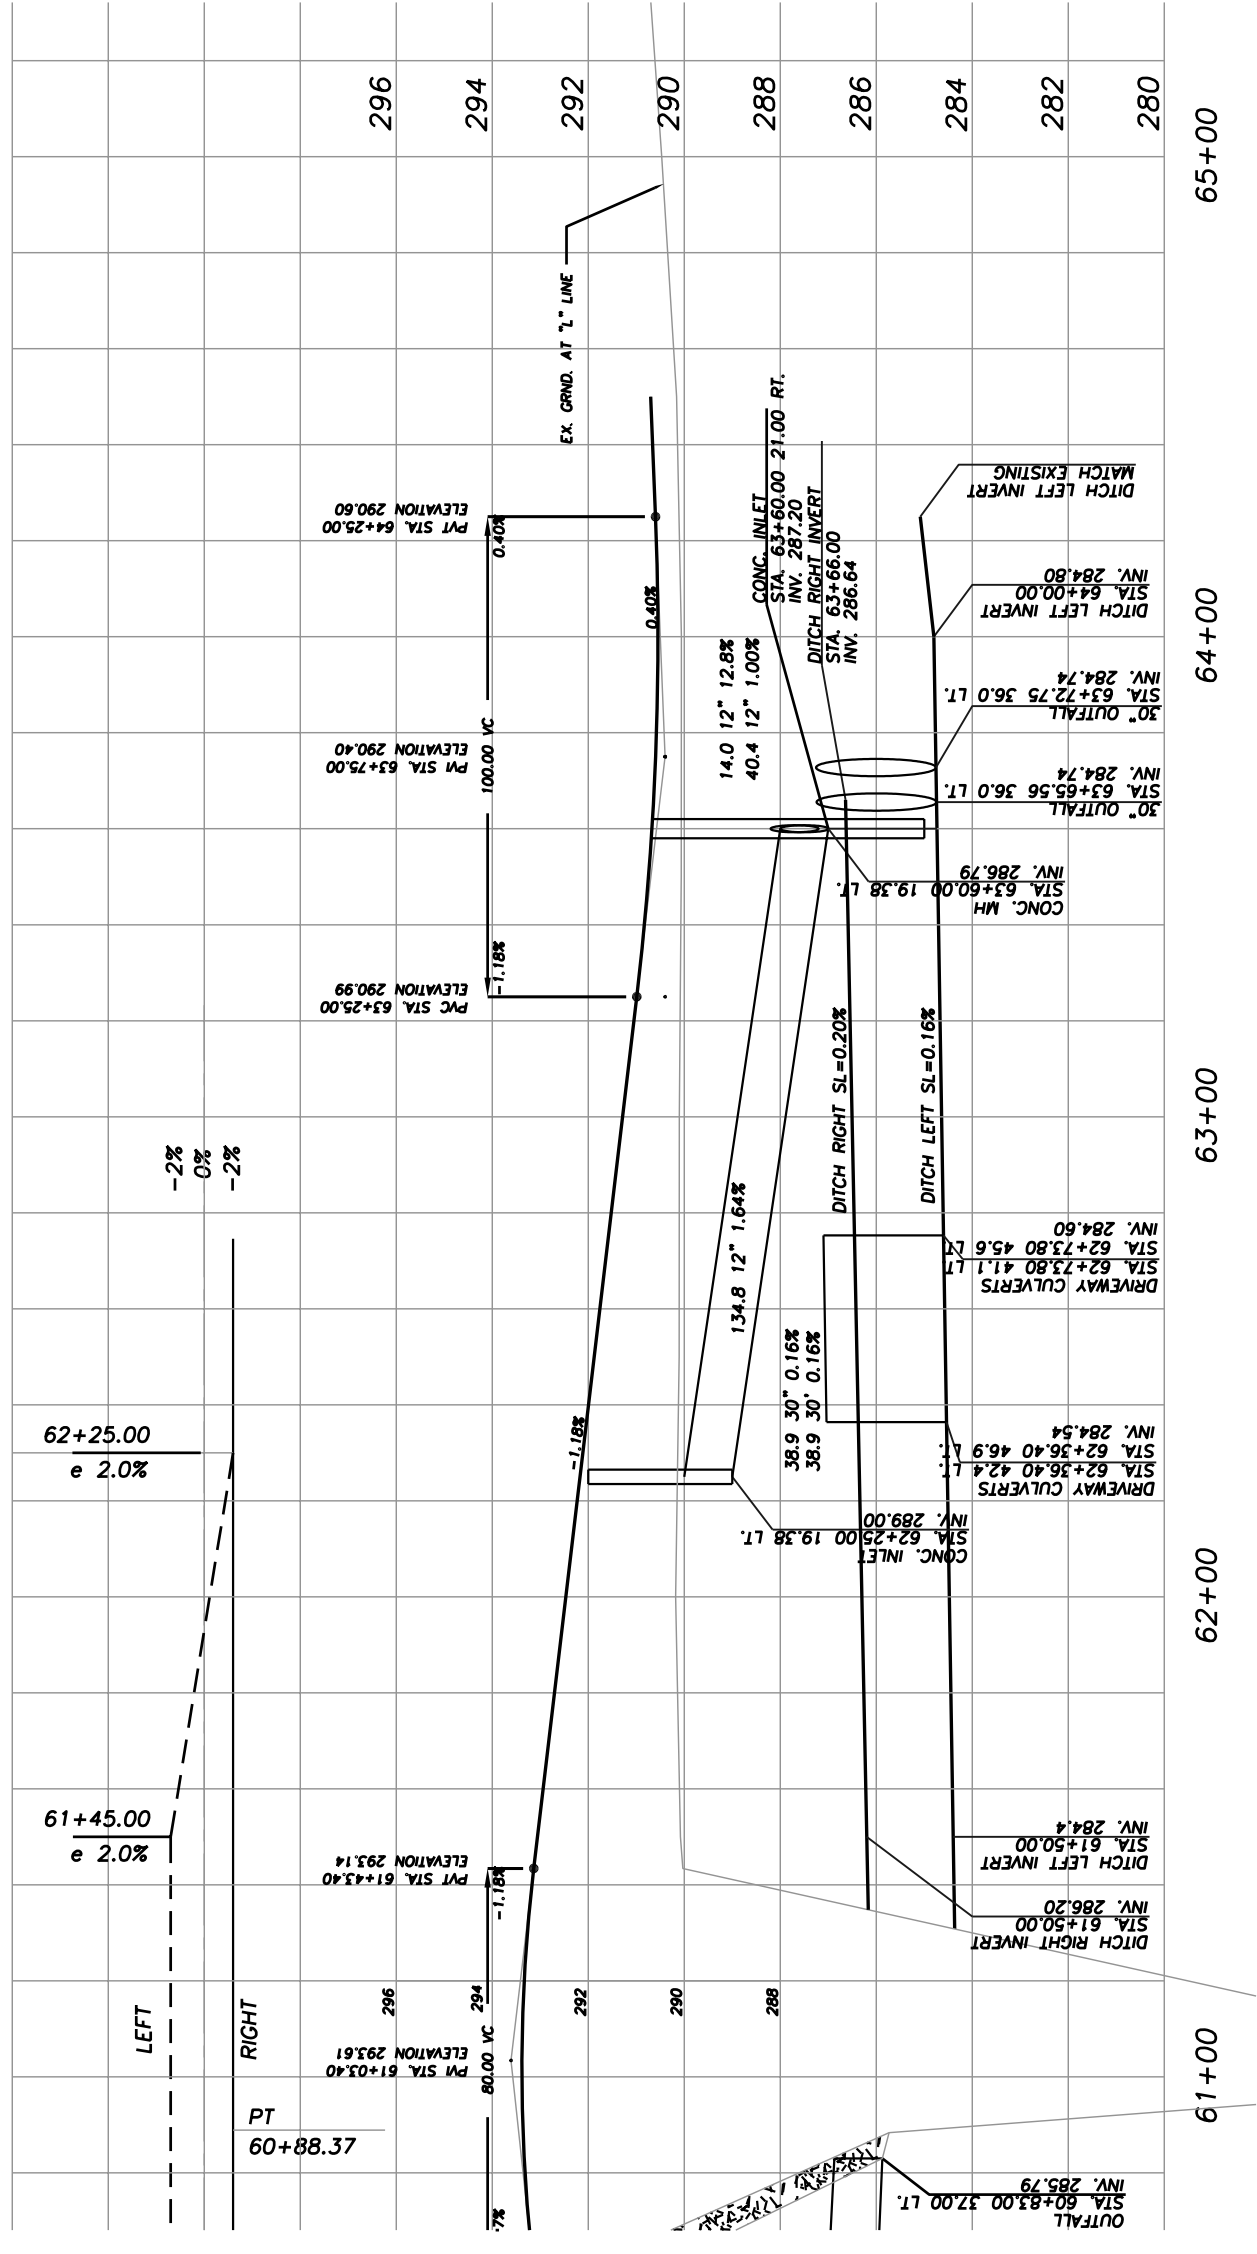 296
294
292
290
288
286
284
282
280
65+00
64+00
63+00
62+00
61+00
EX. GRND. AT "L" LINE
PVT STA. 64+25.00
ELEVATION 290.60
0.40%
0.40%
100.00 VC
PVI STA. 63+75.00
ELEVATION 290.40
-1.18%
PVC STA. 63+25.00
ELEVATION 290.99
CONC. INLET
STA. 63+60.00 21.00 RT.
INV. 287.20
DITCH RIGHT INVERT
STA. 63+66.00
INV. 286.64
14.0 12" 12.8%
40.4 12" 1.00%
DITCH LEFT INVERT
MATCH EXISTING
DITCH LEFT INVERT
STA. 64+00.00
INV. 284.80
30" OUTFALL
STA. 63+72.75 36.0 LT.
INV. 284.74
30" OUTFALL
STA. 63+65.56 36.0 LT.
INV. 284.74
CONC. MH
STA. 63+60.00 19.38 LT.
INV. 286.79
DITCH RIGHT SL=0.20%
DITCH LEFT SL=0.16%
-2%
0%
-2%
134.8 12" 1.64%
38.9 30" 0.16%
38.9 30' 0.16%
DRIVEWAY CULVERTS
STA. 62+73.80 41.1 LT
STA. 62+73.80 45.6 LT
INV. 284.60
DRIVEWAY CULVERTS
STA. 62+36.40 42.4 LT
STA. 62+36.40 46.9 LT.
INV. 284.54
CONC. INLET
STA. 62+25.00 19.38 LT.
INV. 289.00
-1.18%
62+25.00
e 2.0%
61+45.00
e 2.0%
PVT STA. 61+43.40
ELEVATION 293.14
-1.18%
DITCH LEFT INVERT
STA. 61+50.00
INV. 284.4
DITCH RIGHT INVERT
STA. 61+50.00
INV. 286.20
296
294
292
290
288
LEFT
RIGHT
80.00 VC
PVI STA. 61+03.40
ELEVATION 293.61
PT
60+88.37
7%
OUTFALL
STA. 60+83.00 37.00 LT.
INV. 285.79